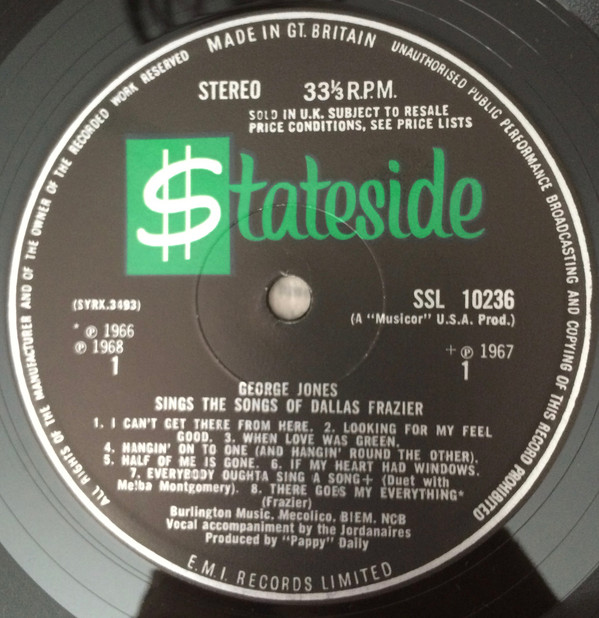 MADE IN GT. BRITAIN
UNAUTHORISED PUBLIC PERFORMANCE BROADCASTING AND COPYING OF THIS RECORD PROHIBITED
ALL RIGHTS OF THE MANUFACTURER AND OF THE OWNER OF THE RECORDED WORK RESERVED
STEREO 33⅓ R.P.M.
SOLD IN U.K. SUBJECT TO RESALE
PRICE CONDITIONS, SEE PRICE LISTS
$tateside
(SYRX.3493)
SSL 10236
(A "Musicor" U.S.A. Prod.)
* ℗ 1966
℗ 1968
1
+ ℗ 1967
1
GEORGE JONES
SINGS THE SONGS OF DALLAS FRAZIER
1. I CAN'T GET THERE FROM HERE. 2. LOOKING FOR MY FEEL
GOOD. 3. WHEN LOVE WAS GREEN.
4. HANGIN' ON TO ONE (AND HANGIN' ROUND THE OTHER).
5. HALF OF ME IS GONE. 6. IF MY HEART HAD WINDOWS.
7. EVERYBODY OUGHTA SING A SONG+ (Duet with
Melba Montgomery). 8. THERE GOES MY EVERYTHING*
(Frazier)
Burlington Music, Mecolico, BIEM, NCB
Vocal accompaniment by the Jordanaires
Produced by "Pappy" Daily
E.M.I. RECORDS LIMITED